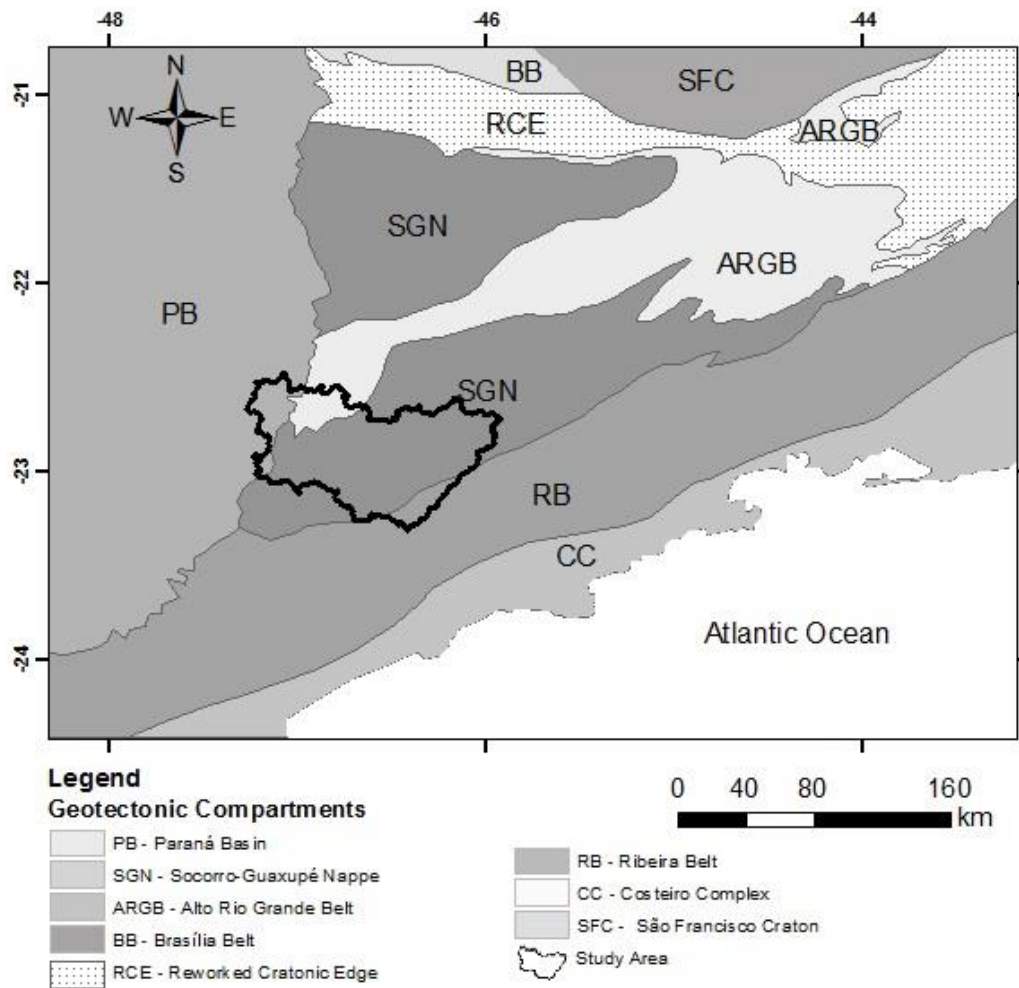 -48 -46 -44
N
W E
S
BB
SFC
-21
RCE
ARGB
SGN
ARGB
-22
PB
SGN
-23
RB
CC
Atlantic Ocean
-24
Legend
Geotectonic Compartments
PB - Paraná Basin
SGN - Socorro-Guaxupé Nappe
ARGB - Alto Rio Grande Belt
BB - Brasília Belt
RCE - Reworked Cratonic Edge
0 40 80 160
km
RB - Ribeira Belt
CC - Costeiro Complex
SFC - São Francisco Craton
Study Area